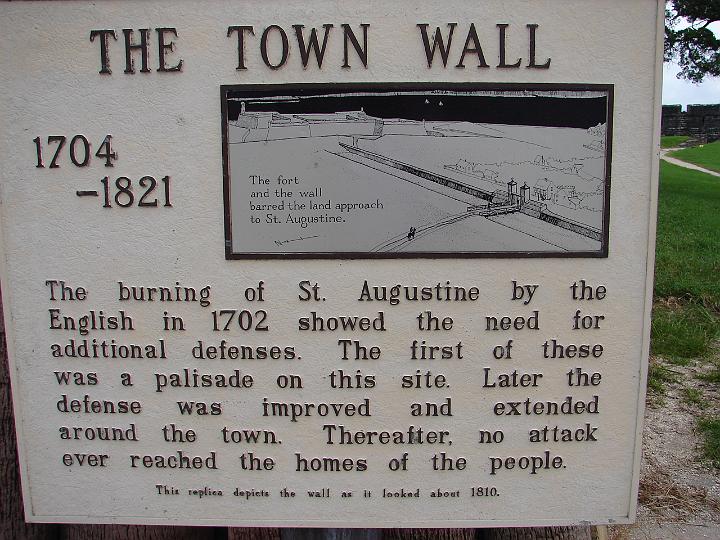 THE TOWN WALL
1704
-1821
The fort
and the wall
barred the land approach
to St. Augustine.
The burning of St. Augustine by the
English in 1702 showed the need for
additional defenses. The first of these
was a palisade on this site. Later the
defense was improved and extended
around the town. Thereafter, no attack
ever reached the homes of the people.
This replica depicts the wall as it looked about 1810.